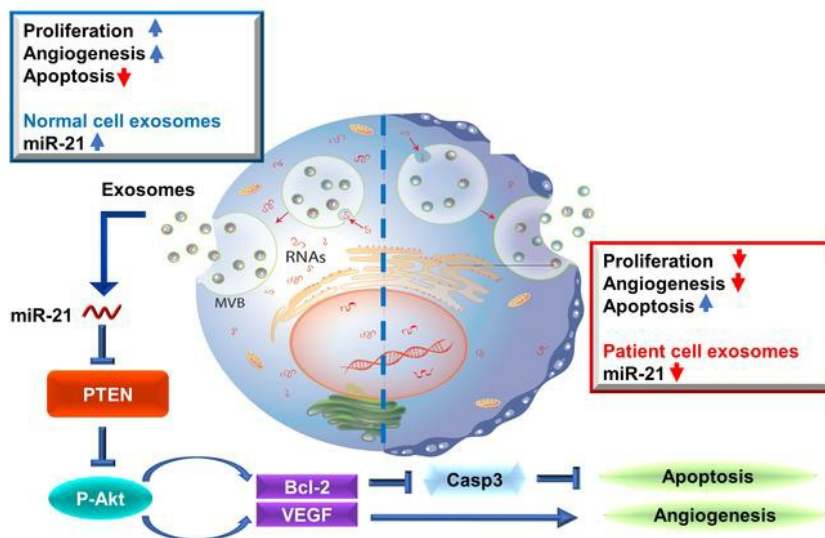 Proliferation
Angiogenesis
Apoptosis
Normal cell exosomes
miR-21
Exosomes
RNAs
MVB
miR-21
Proliferation
Angiogenesis
Apoptosis
Patient cell exosomes
miR-21
PTEN
P-Akt
Bcl-2
VEGF
Casp3
Apoptosis
Angiogenesis